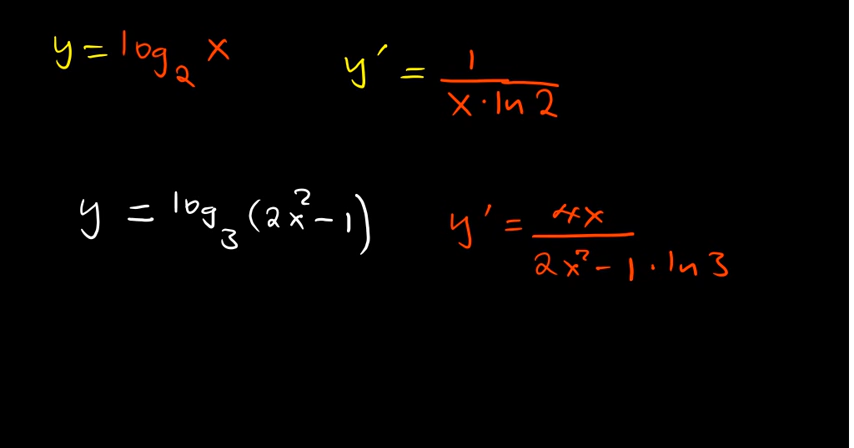 y = log₂ x    y′ = 1 / x · ln 2
y = log₃ (2x² − 1)    y′ = 4x / 2x² − 1 · ln 3